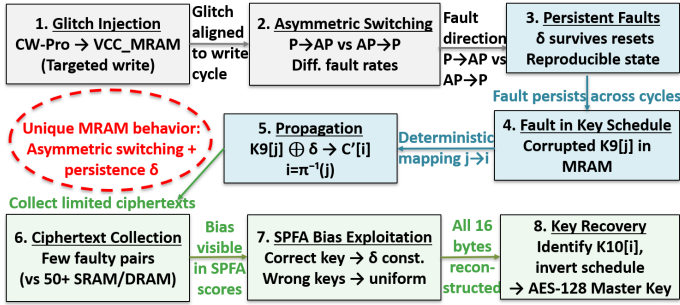 1. Glitch Injection
CW-Pro → VCC_MRAM
(Targeted write)
Glitch
aligned
to write
cycle
2. Asymmetric Switching
P→AP vs AP→P
Diff. fault rates
Fault
direction
P→AP vs
AP→P
3. Persistent Faults
δ survives resets
Reproducible state
Fault persists across cycles
4. Fault in Key Schedule
Corrupted K9[j] in
MRAM
Deterministic
mapping j→i
5. Propagation
K9[j] ⨁ δ → C′[i]
i=π⁻¹(j)
Unique MRAM behavior:
Asymmetric switching +
persistence δ
Collect limited ciphertexts
6. Ciphertext Collection
Few faulty pairs
(vs 50+ SRAM/DRAM)
Bias
visible
in SPFA
scores
7. SPFA Bias Exploitation
Correct key → δ const.
Wrong keys → uniform
All 16
bytes
recon-
structed
8. Key Recovery
Identify K10[i],
invert schedule
→ AES-128 Master Key